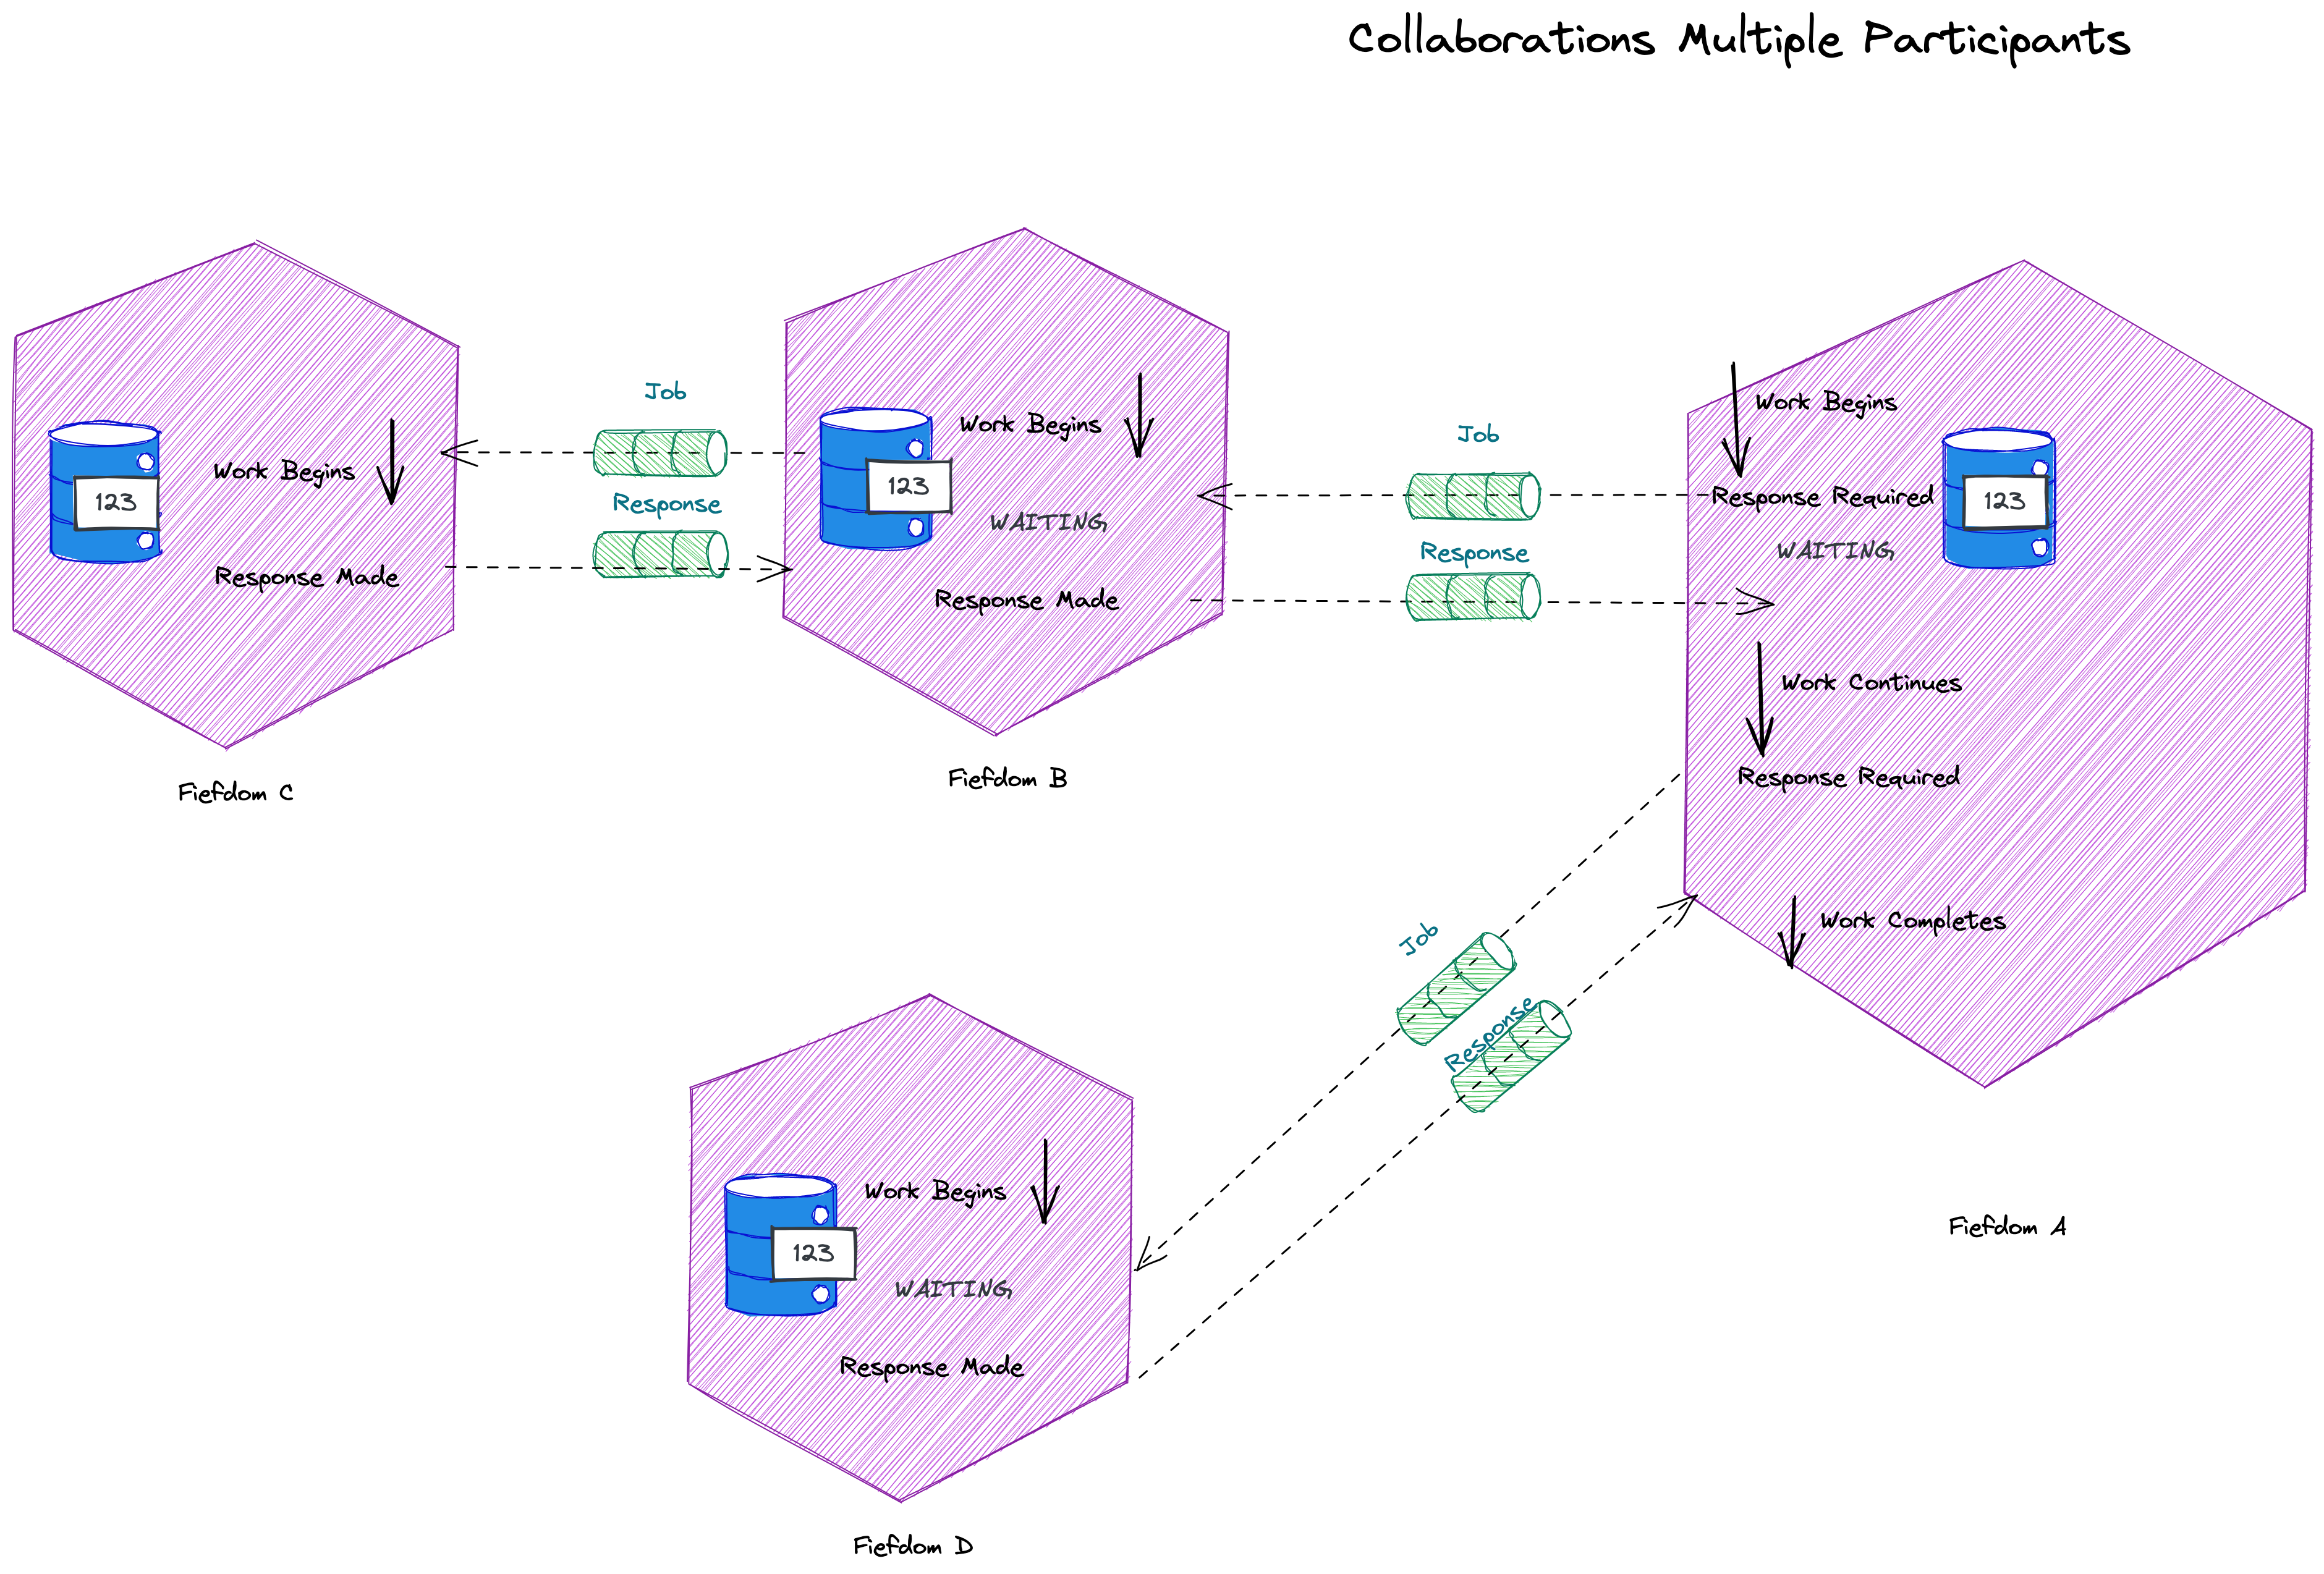 Collaborations Multiple Participants
Job
Work Begins
123
Response
Response Made
Fiefdom C
Work Begins
123
WAITING
Response Made
Fiefdom B
Job
Response
Work Begins
Response Required
123
WAITING
Work Continues
Response Required
Work Completes
Fiefdom A
Job
Response
Work Begins
123
WAITING
Response Made
Fiefdom D